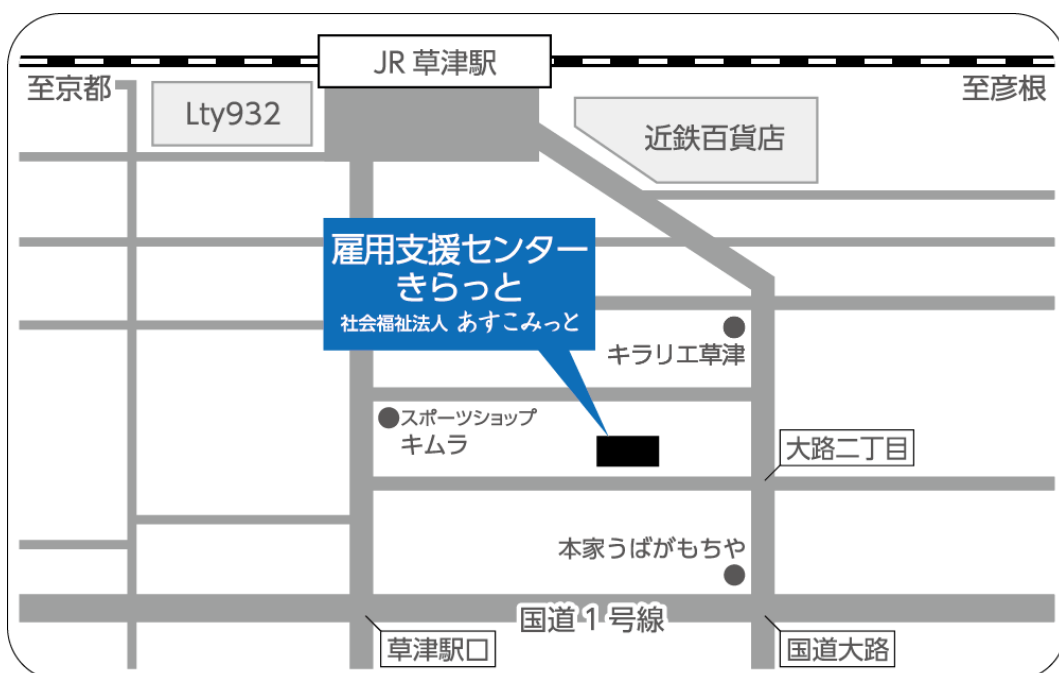 JR 草津駅
至京都
至彦根
Lty932
近鉄百貨店
雇用支援センター
きらっと
社会福祉法人 あすこみっと
キラリエ草津
スポーツショップ
キムラ
大路二丁目
本家うばがもちや
国道1号線
草津駅口
国道大路